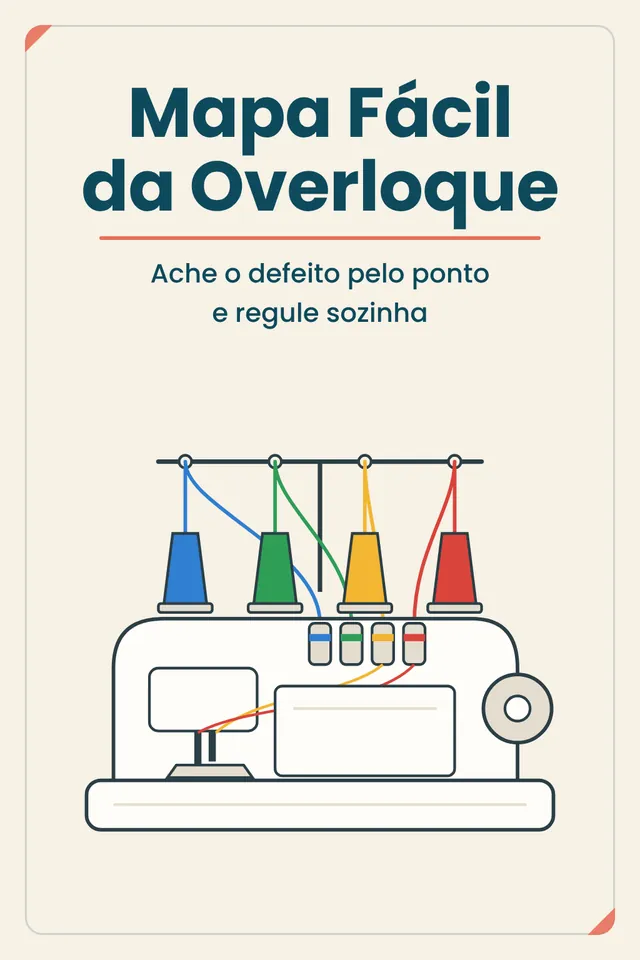 Mapa Fácil
da Overloque
Ache o defeito pelo ponto
e regule sozinha